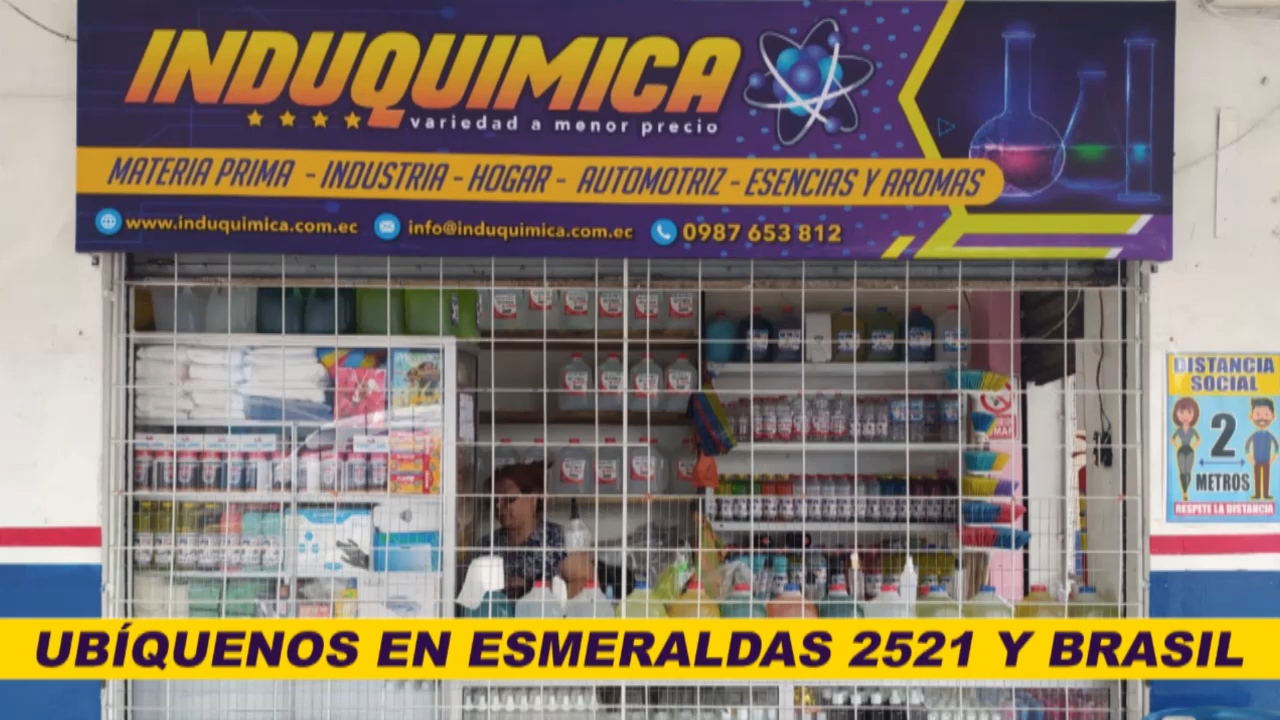 INDUQUIMICA
variedad a menor precio
MATERIA PRIMA - INDUSTRIA - HOGAR - AUTOMOTRIZ - ESENCIAS Y AROMAS
www.induquimica.com.ec info@induquimica.com.ec 0987 653 812
DISTANCIA
SOCIAL
2
METROS
RESPETE LA DISTANCIA
UBÍQUENOS EN ESMERALDAS 2521 Y BRASIL